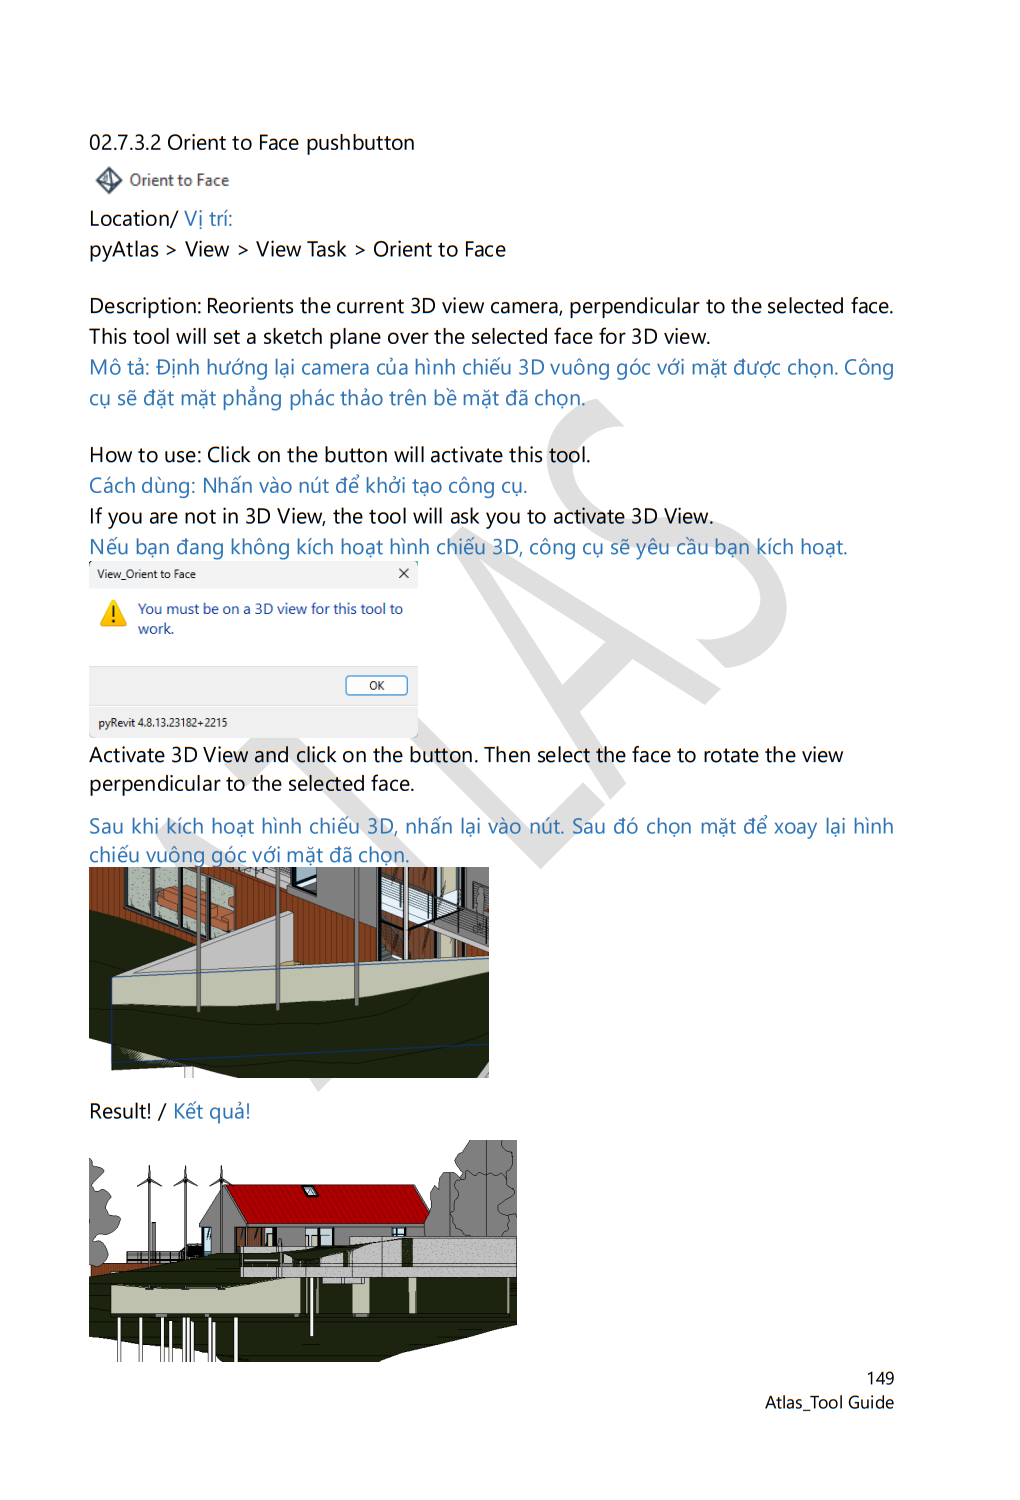 02.7.3.2 Orient to Face pushbutton
Orient to Face
Location/ Vị trí:
pyAtlas > View > View Task > Orient to Face
Description: Reorients the current 3D view camera, perpendicular to the selected face.
This tool will set a sketch plane over the selected face for 3D view.
Mô tả: Định hướng lại camera của hình chiếu 3D vuông góc với mặt được chọn. Công
cụ sẽ đặt mặt phẳng phác thảo trên bề mặt đã chọn.
How to use: Click on the button will activate this tool.
Cách dùng: Nhấn vào nút để khởi tạo công cụ.
If you are not in 3D View, the tool will ask you to activate 3D View.
Nếu bạn đang không kích hoạt hình chiếu 3D, công cụ sẽ yêu cầu bạn kích hoạt.
View_Orient to Face
You must be on a 3D view for this tool to
work.
OK
pyRevit 4.8.13.23182+2215
Activate 3D View and click on the button. Then select the face to rotate the view
perpendicular to the selected face.
Sau khi kích hoạt hình chiếu 3D, nhấn lại vào nút. Sau đó chọn mặt để xoay lại hình
chiếu vuông góc với mặt đã chọn.
Result! / Kết quả!
149
Atlas_Tool Guide
ATLAS